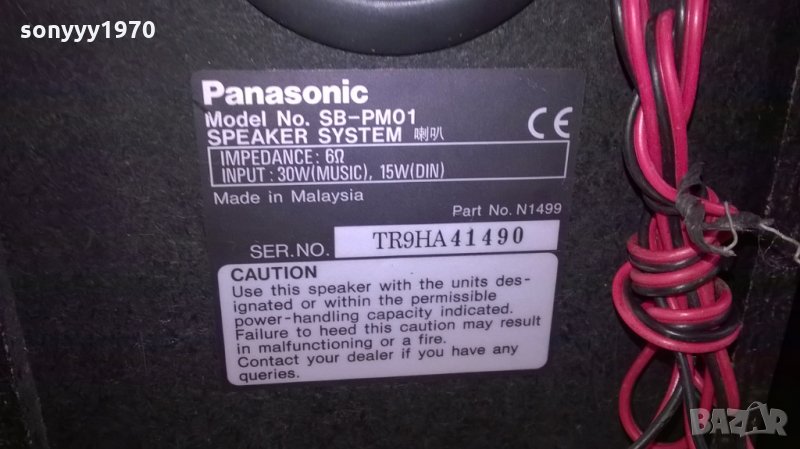 sonyyy1970
Panasonic
Model No. SB-PM01
SPEAKER SYSTEM 喇叭
CE
IMPEDANCE: 6Ω
INPUT: 30W(MUSIC), 15W(DIN)
Made in Malaysia
Part No. N1499
SER.NO. TR9HA41490
CAUTION
Use this speaker with the units des-
ignated or within the permissible
power-handling capacity indicated.
Failure to heed this caution may result
in malfunctioning or a fire.
Contact your dealer if you have any
queries.
BAZAR